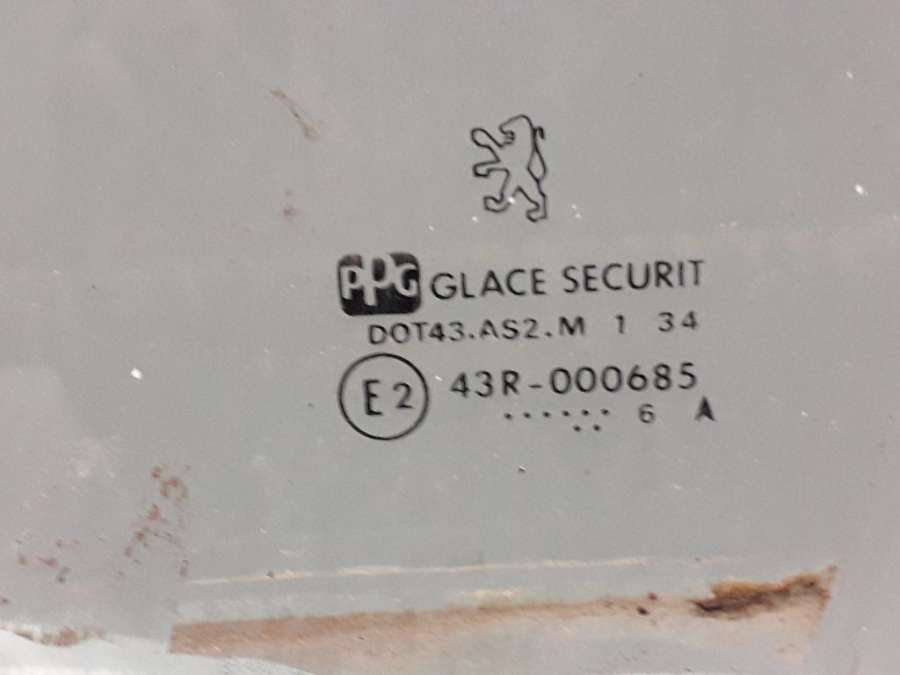 PPG GLACE SECURIT
DOT43.AS2.M 1 34
E2 43R-000685
...... 6 A
..